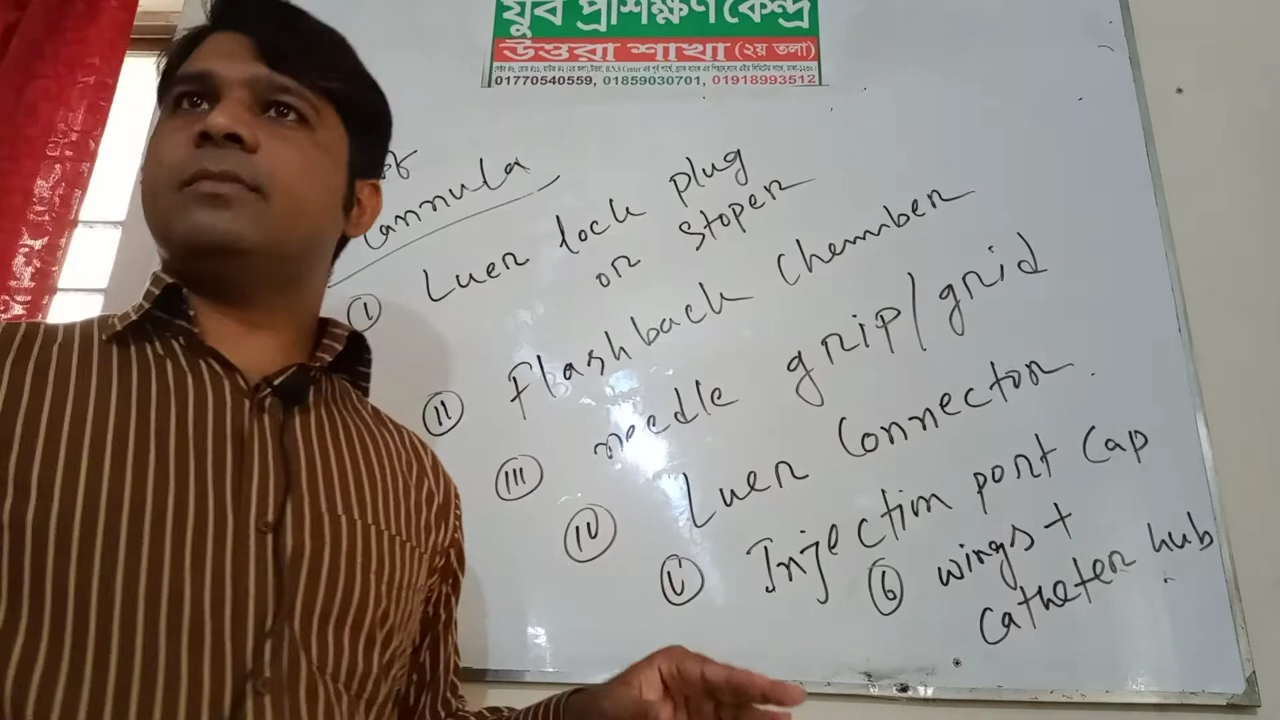 যুব প্রশিক্ষণ কেন্দ্র
উত্তরা শাখা (২য় তলা)
01770540559, 01859030701, 01918993512
Cannula
I Luer lock plug
or stoper
II Flashback Chember
III needle grip/grid
IV Luer Connector.
V Injection port Cap
6 wings +
Catheter hub